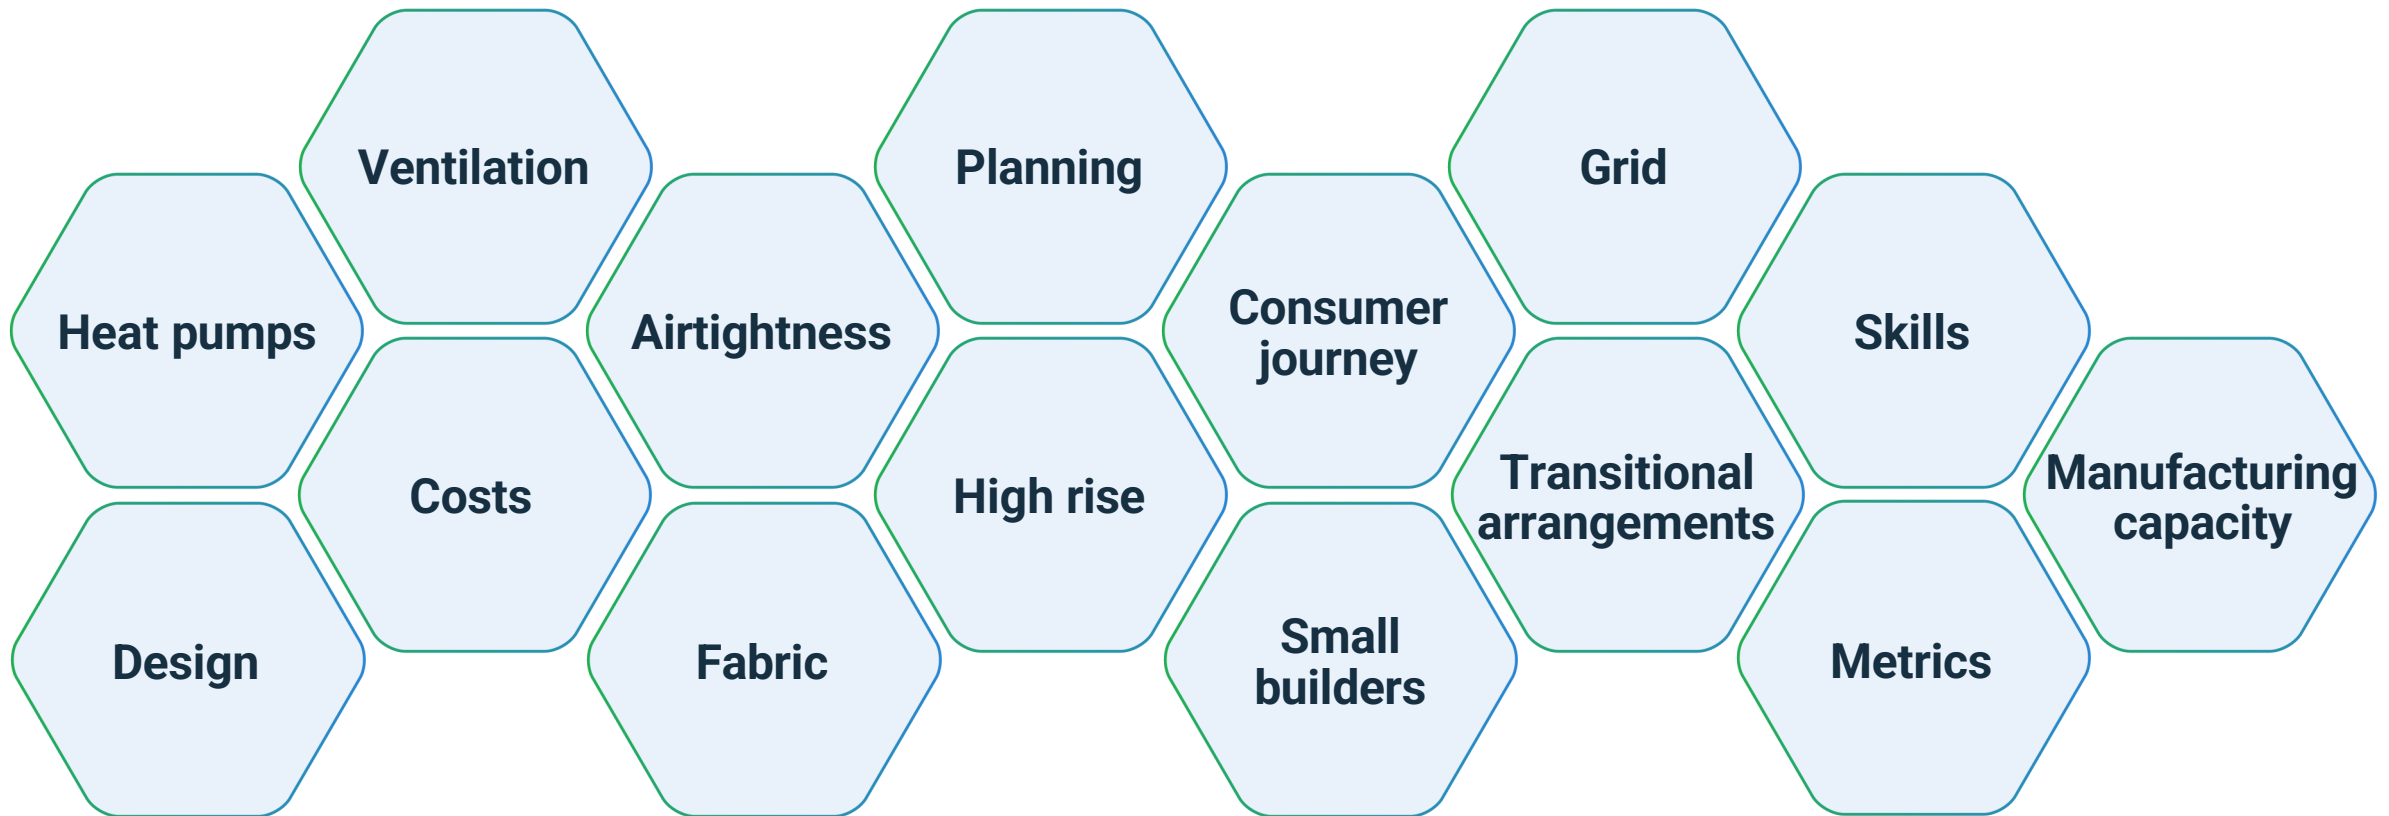 Ventilation
Planning
Grid
Heat pumps
Airtightness
Consumer
journey
Skills
Costs
High rise
Transitional
arrangements
Manufacturing
capacity
Design
Fabric
Small
builders
Metrics